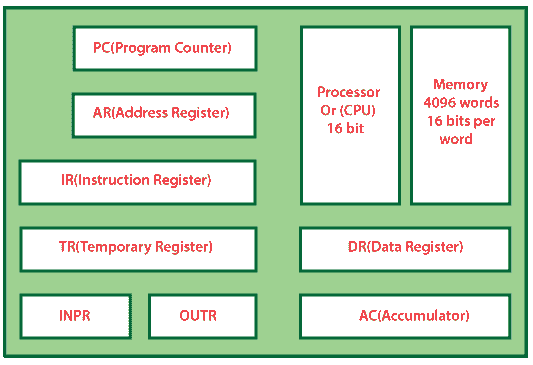 PC(Program Counter)
AR(Address Register)
IR(Instruction Register)
TR(Temporary Register)
INPR
OUTR
Processor
Or (CPU)
16 bit
Memory
4096 words
16 bits per
word
DR(Data Register)
AC(Accumulator)